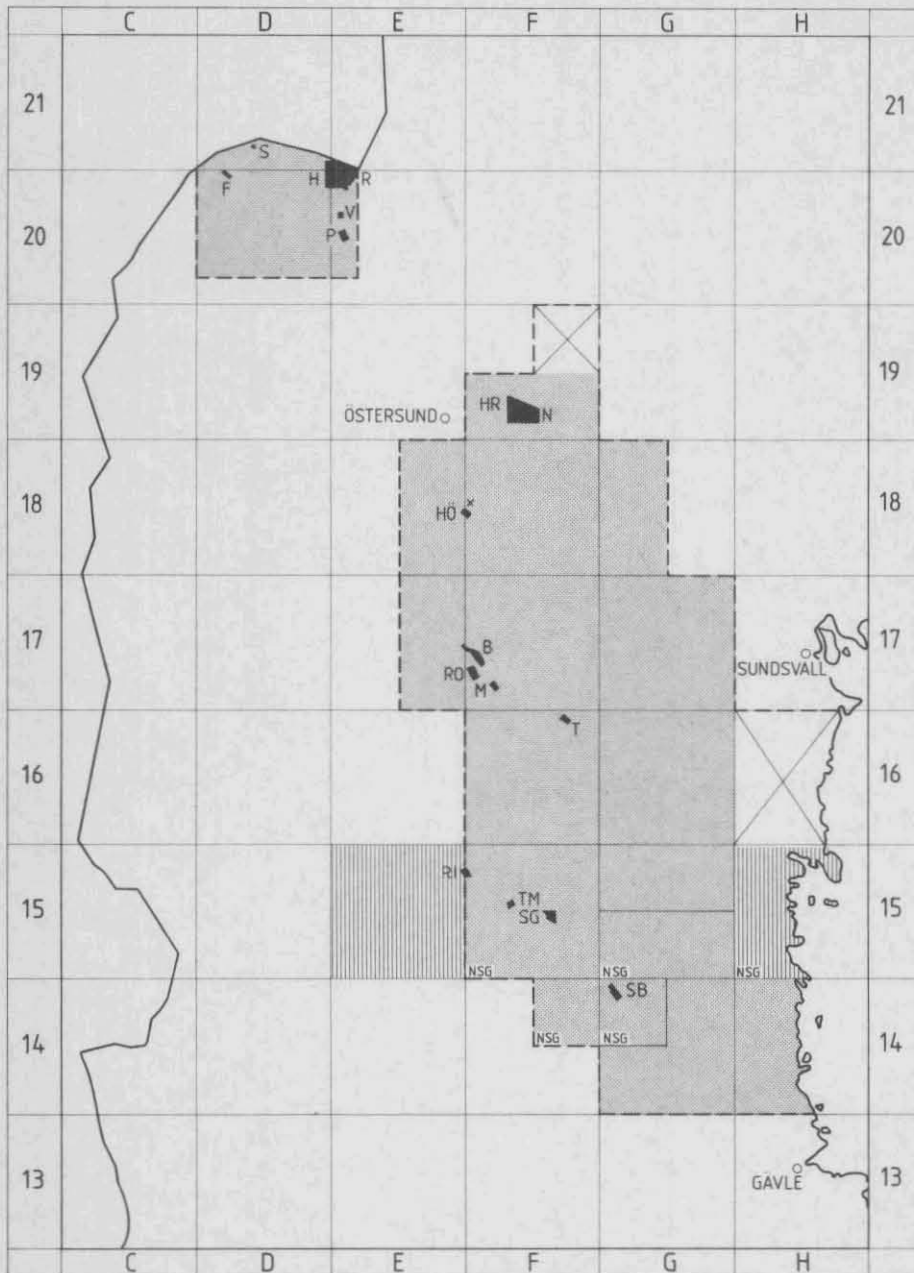 C D E F G H
21 21
S
F H R
V
20 P 20
19 19
HR
ÖSTERSUND N
18 18
HÖ
17 B 17
RO SUNDSVALL
M
T
16 16
RI
TM
15 SG 15
NSG NSG NSG
SB
14 14
NSG NSG
13 13
GÄVLE
C D E F G H